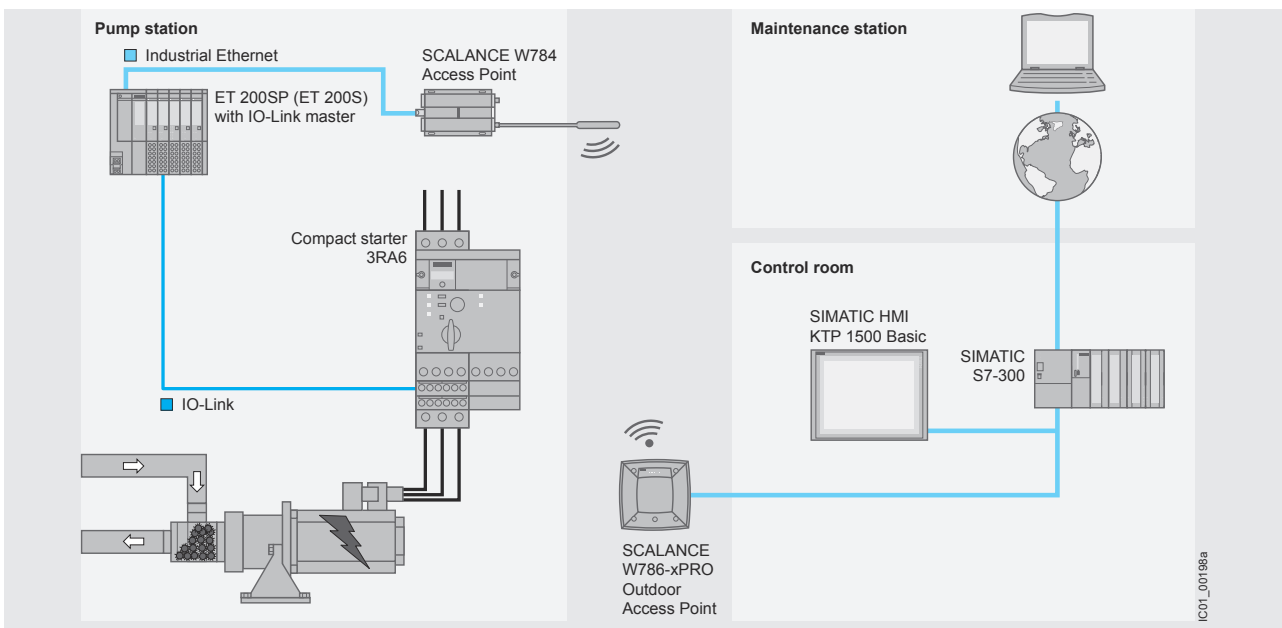 Pump station
Industrial Ethernet
ET 200SP (ET 200S)
with IO-Link master
SCALANCE W784
Access Point
Compact starter
3RA6
IO-Link
Maintenance station
Control room
SIMATIC HMI
KTP 1500 Basic
SIMATIC
S7-300
SCALANCE
W786-xPRO
Outdoor
Access Point
IC01_00198a